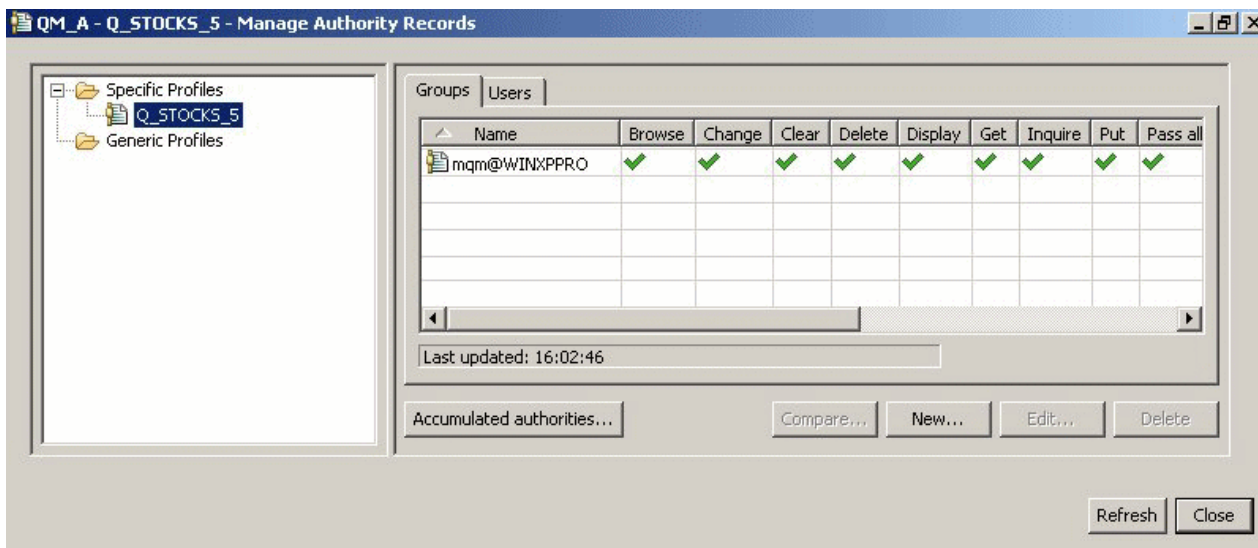 QM_A - Q_STOCKS_5 - Manage Authority Records
Specific Profiles
Q_STOCKS_5
Generic Profiles
Groups Users
Name Browse Change Clear Delete Display Get Inquire Put Pass all
mqm@WINXPPRO
Last updated: 16:02:46
Accumulated authorities... Compare... New... Edit... Delete
Refresh Close